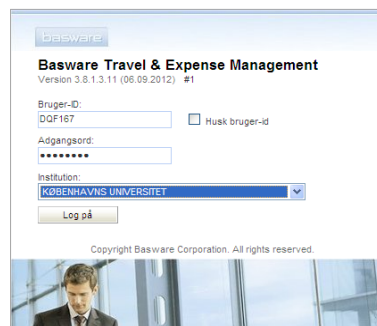 basware
Basware Travel & Expense Management
Version 3.8.1.3.11 (06.09.2012) #1
Bruger-ID:
DQF167
Husk bruger-id
Adgangsord:
••••••••
Institution:
KØBENHAVNS UNIVERSITET
Log på
Copyright Basware Corporation. All rights reserved.